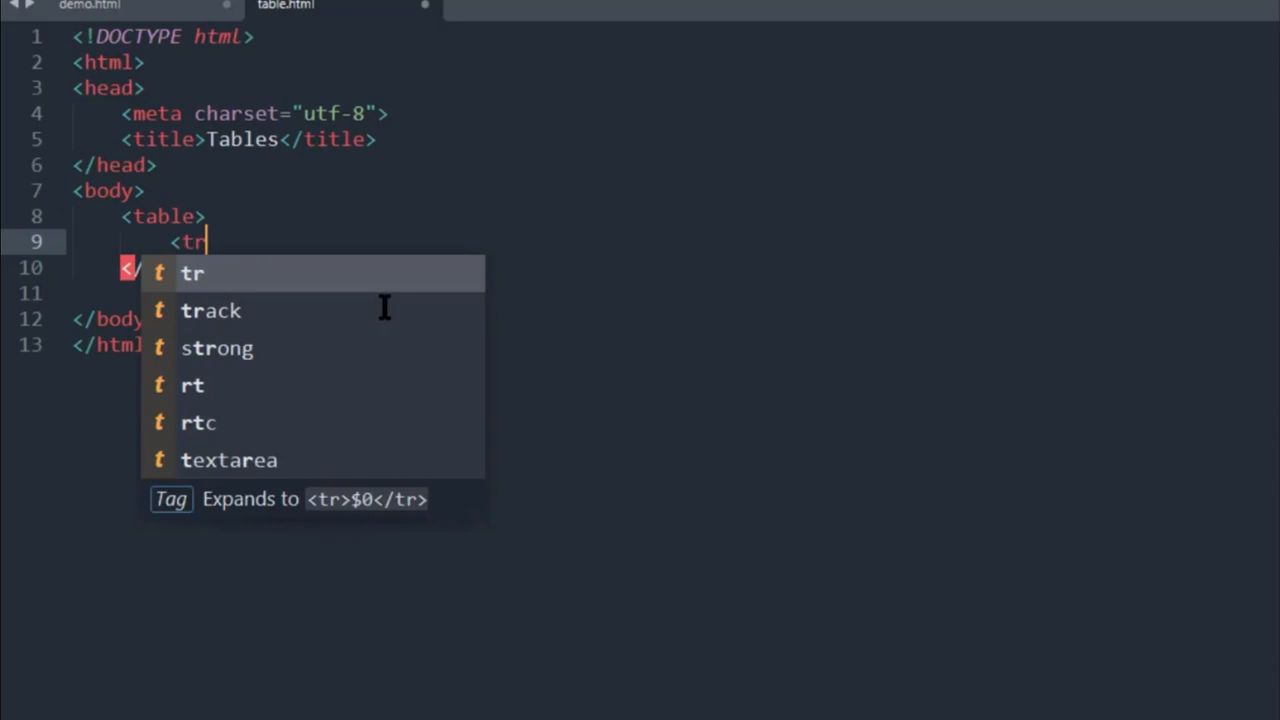 demo.html table.html
1 <!DOCTYPE html>
2 <html>
3 <head>
4 <meta charset="utf-8">
5 <title>Tables</title>
6 </head>
7 <body>
8 <table>
9 <tr
10 </
t tr
t track
11
t strong
12 </body
13 </html
t rt
t rtc
t textarea
Tag Expands to <tr>$0</tr>